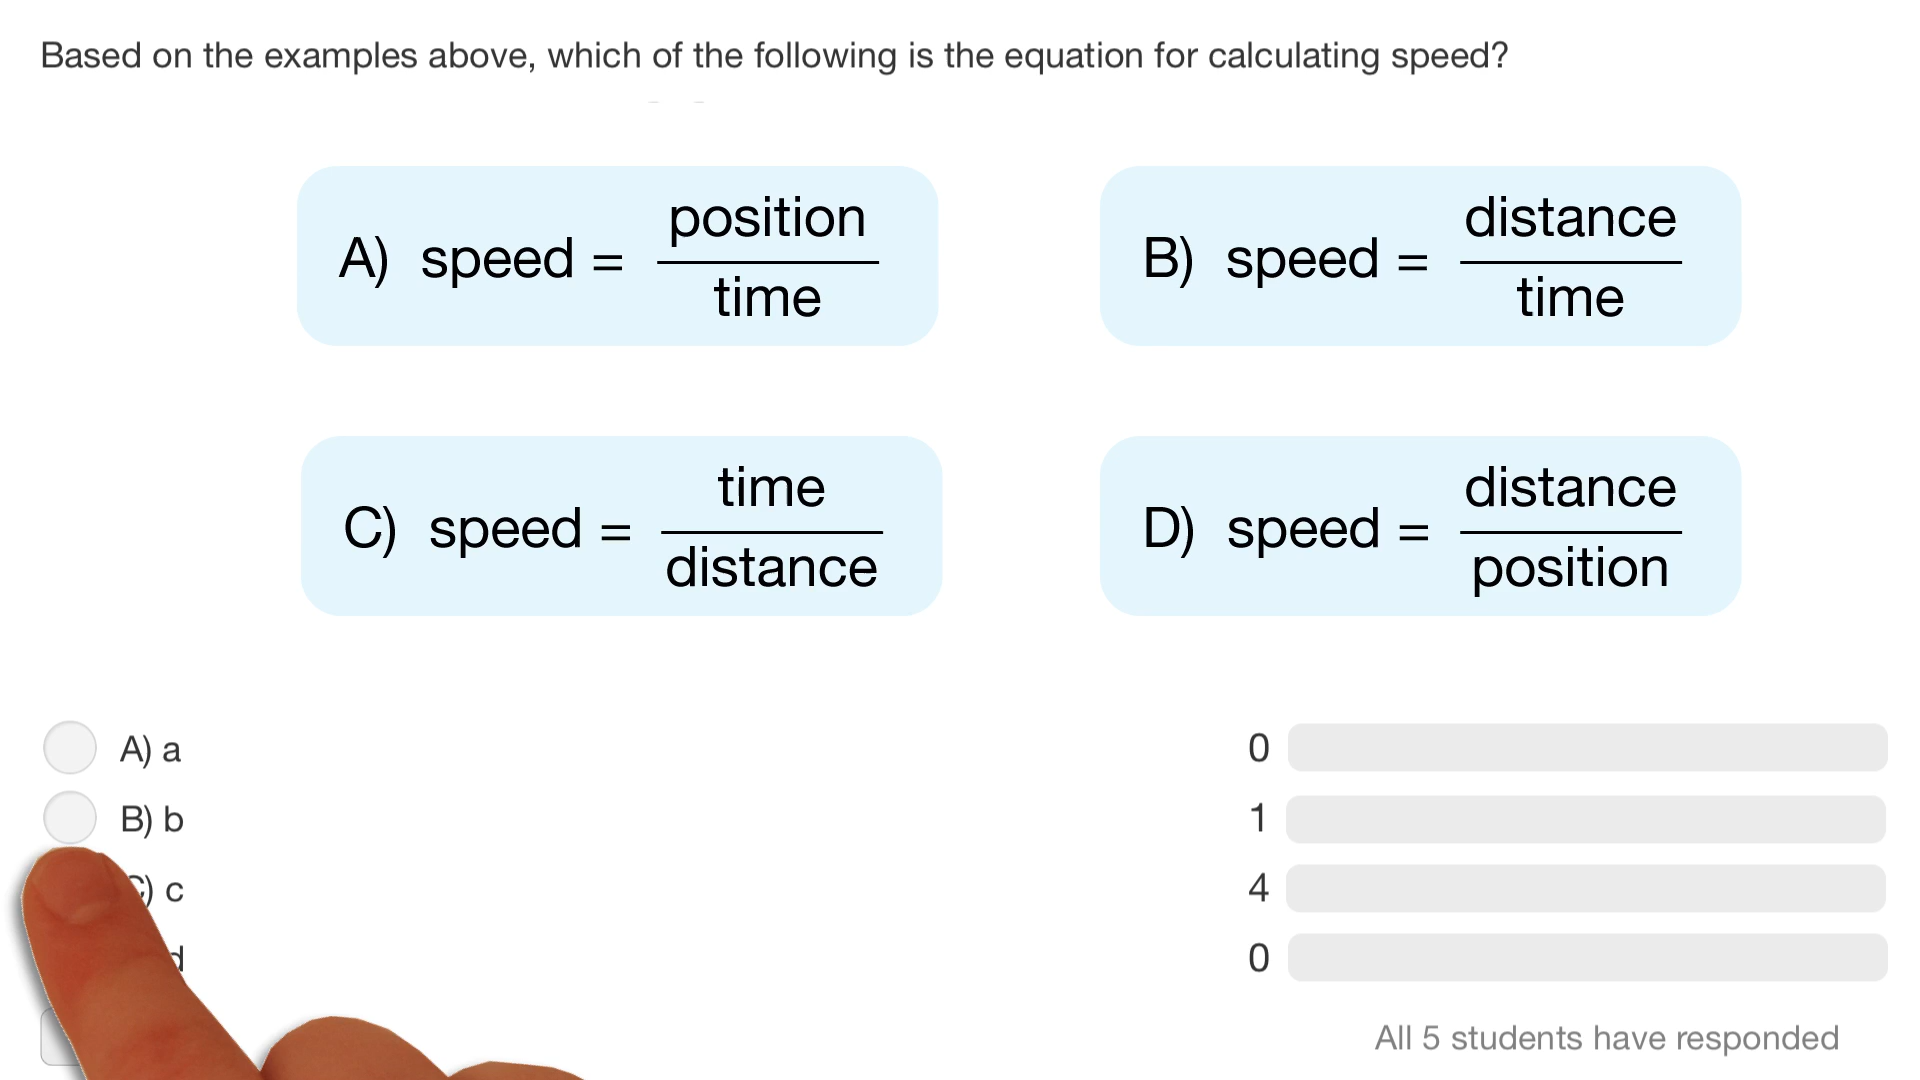 Based on the examples above, which of the following is the equation for calculating speed?
A) speed = position
time
B) speed = distance
time
C) speed = time
distance
D) speed = distance
position
A) a
0
B) b
1
c
4
0
All 5 students have responded